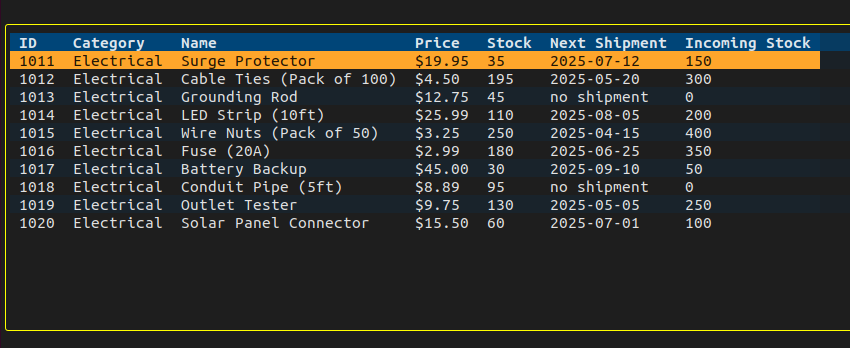 ID Category Name Price Stock Next Shipment Incoming Stock
1011 Electrical Surge Protector $19.95 35 2025-07-12 150
1012 Electrical Cable Ties (Pack of 100) $4.50 195 2025-05-20 300
1013 Electrical Grounding Rod $12.75 45 no shipment 0
1014 Electrical LED Strip (10ft) $25.99 110 2025-08-05 200
1015 Electrical Wire Nuts (Pack of 50) $3.25 250 2025-04-15 400
1016 Electrical Fuse (20A) $2.99 180 2025-06-25 350
1017 Electrical Battery Backup $45.00 30 2025-09-10 50
1018 Electrical Conduit Pipe (5ft) $8.89 95 no shipment 0
1019 Electrical Outlet Tester $9.75 130 2025-05-05 250
1020 Electrical Solar Panel Connector $15.50 60 2025-07-01 100